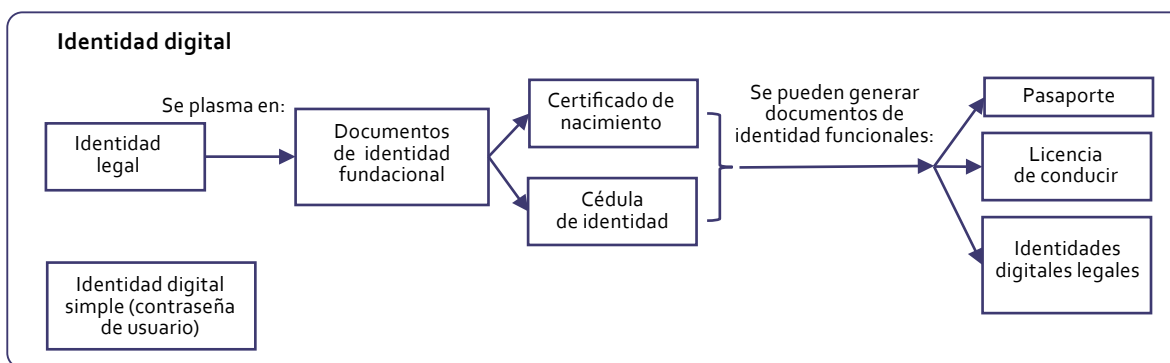 Identidad digital
Se plasma en:
Identidad
legal
Documentos
de identidad
fundacional
Certificado de
nacimiento
Cédula
de identidad
Se pueden generar
documentos de
identidad funcionales:
Pasaporte
Licencia
de conducir
Identidades
digitales legales
Identidad digital
simple (contraseña
de usuario)